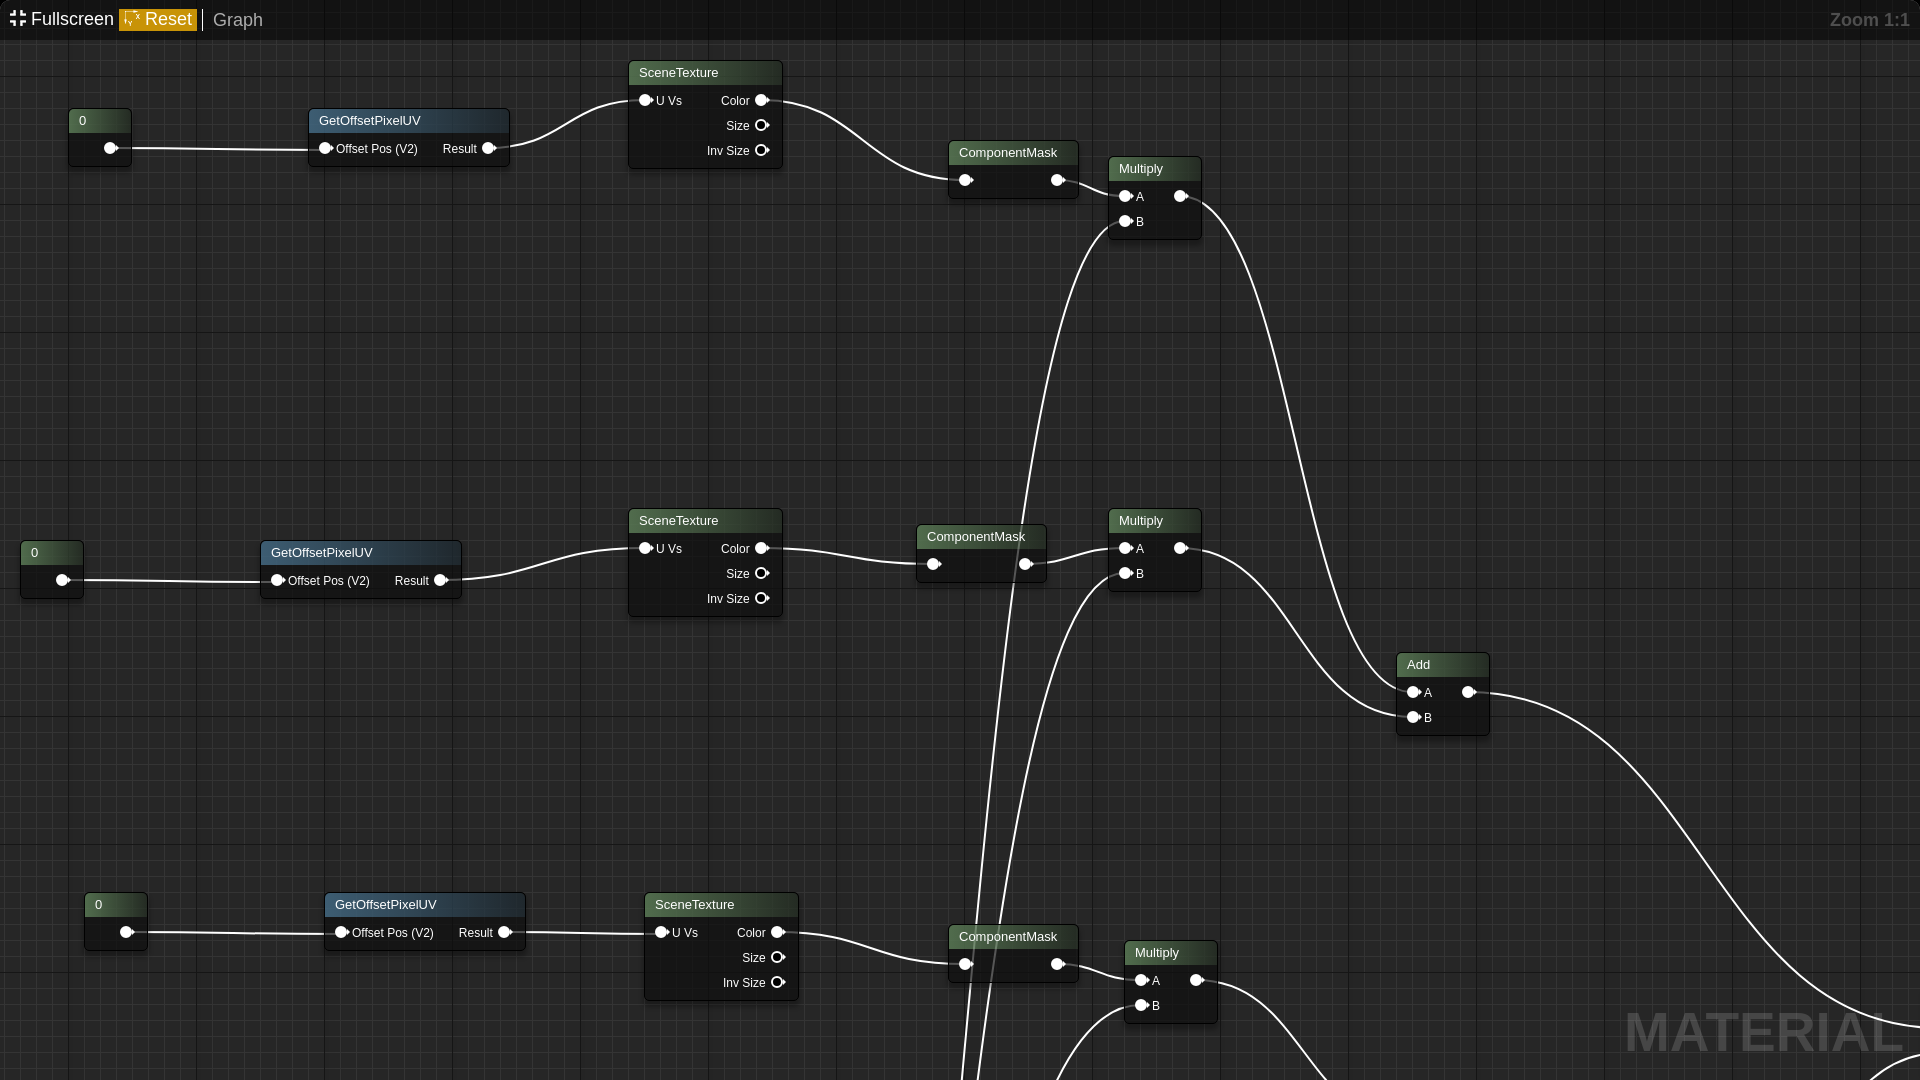 Fullscreen Reset Graph Zoom 1:1
SceneTexture
U Vs Color
Size
Inv Size
0
GetOffsetPixelUV
Offset Pos (V2) Result
ComponentMask
Multiply
A
B
SceneTexture
U Vs Color
Size
Inv Size
Multiply
A
B
ComponentMask
0
GetOffsetPixelUV
Offset Pos (V2) Result
Add
A
B
0
GetOffsetPixelUV
Offset Pos (V2) Result
SceneTexture
U Vs Color
Size
Inv Size
ComponentMask
Multiply
A
B
MATERIAL